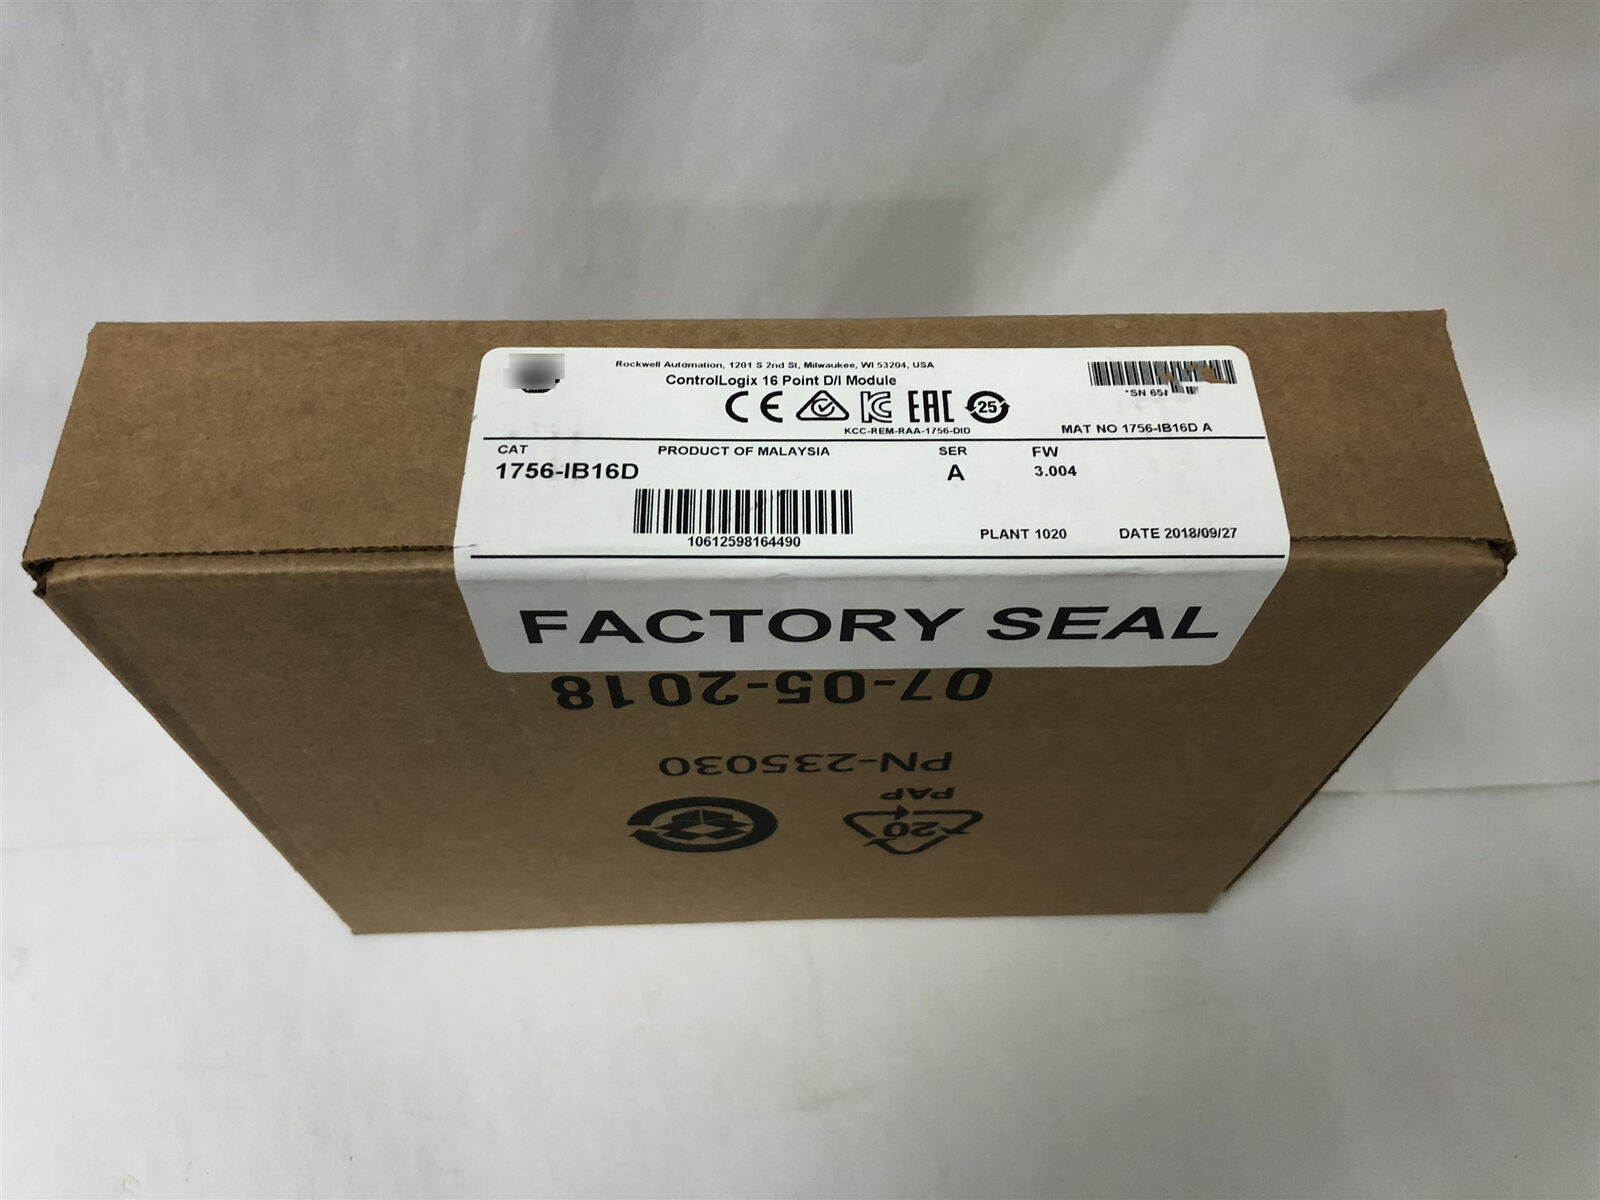 Rockwell Automation, 1201 S 2nd St, Milwaukee, WI 53204, USA
ControlLogix 16 Point D/I Module
CE EAC 25
KCC-REM-RAA-1756-DID
MAT NO 1756-IB16D A
CAT PRODUCT OF MALAYSIA SER FW
1756-IB16D A 3.004
10612598164490
PLANT 1020 DATE 2018/09/27
FACTORY SEAL
07-05-2018
PN-235030
PAP
20